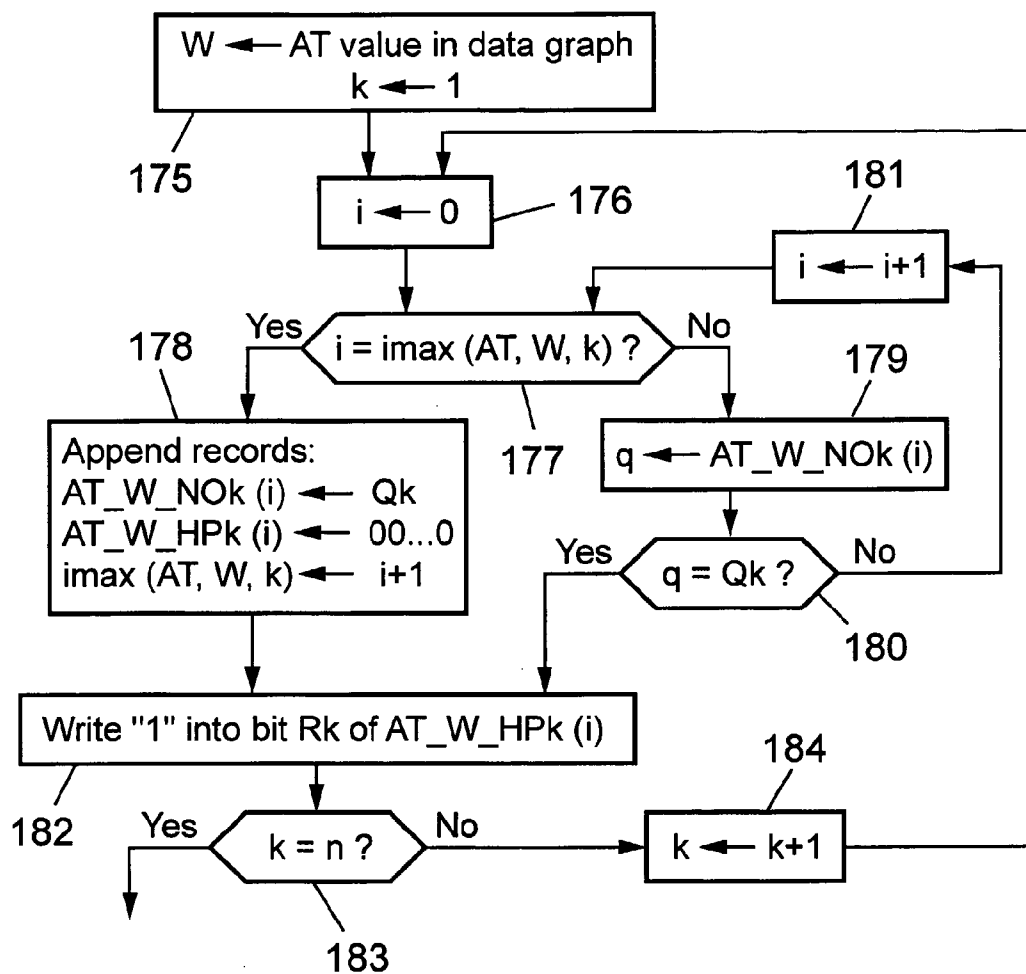 W ← AT value in data graph
k ← 1
175
i ← 0
176
181
i ← i+1
Yes
i = imax (AT, W, k) ?
No
178
177
179
q ← AT_W_NOk (i)
Append records:
AT_W_NOk (i) ← Qk
AT_W_HPk (i) ← 00...0
imax (AT, W, k) ← i+1
Yes
q = Qk ?
No
180
Write "1" into bit Rk of AT_W_HPk (i)
182
184
Yes
k = n ?
No
k ← k+1
183